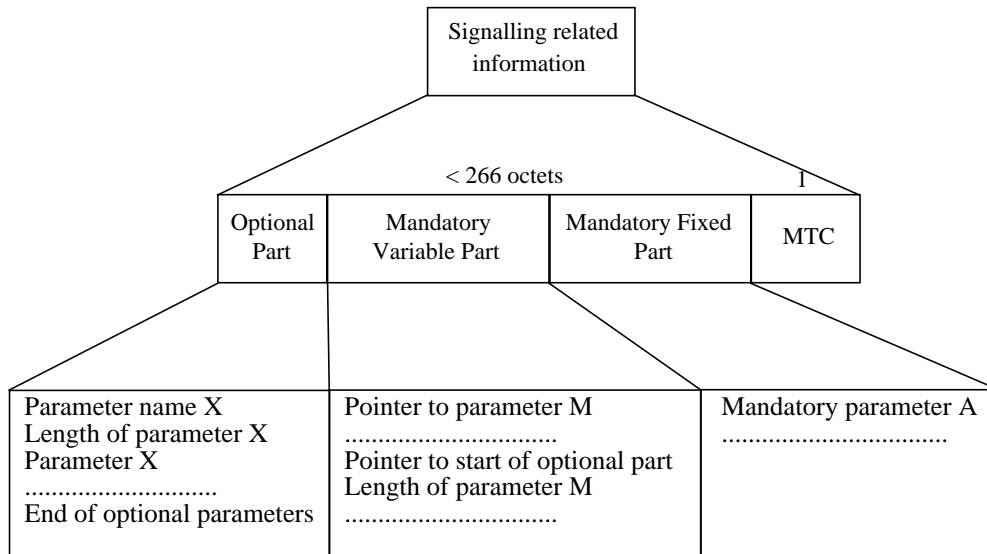 Signalling related
information
< 266 octets
1
Optional
Part
Mandatory
Variable Part
Mandatory Fixed
Part
MTC
Parameter name X
Length of parameter X
Parameter X
.............................
End of optional parameters
Pointer to parameter M
................................
Pointer to start of optional part
Length of parameter M
................................
Mandatory parameter A
..................................